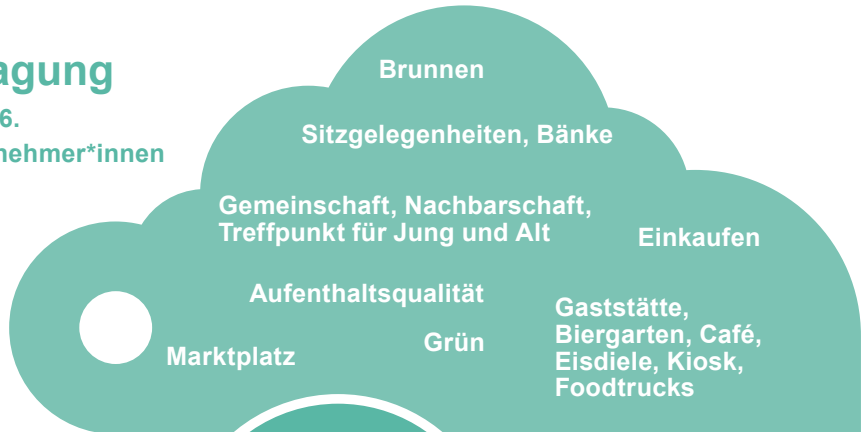 agung
6.
nehmer*innen
Brunnen
Sitzgelegenheiten, Bänke
Gemeinschaft, Nachbarschaft,
Treffpunkt für Jung und Alt
Einkaufen
Aufenthaltsqualität
Gaststätte,
Biergarten, Café,
Eisdiele, Kiosk,
Foodtrucks
Grün
Marktplatz